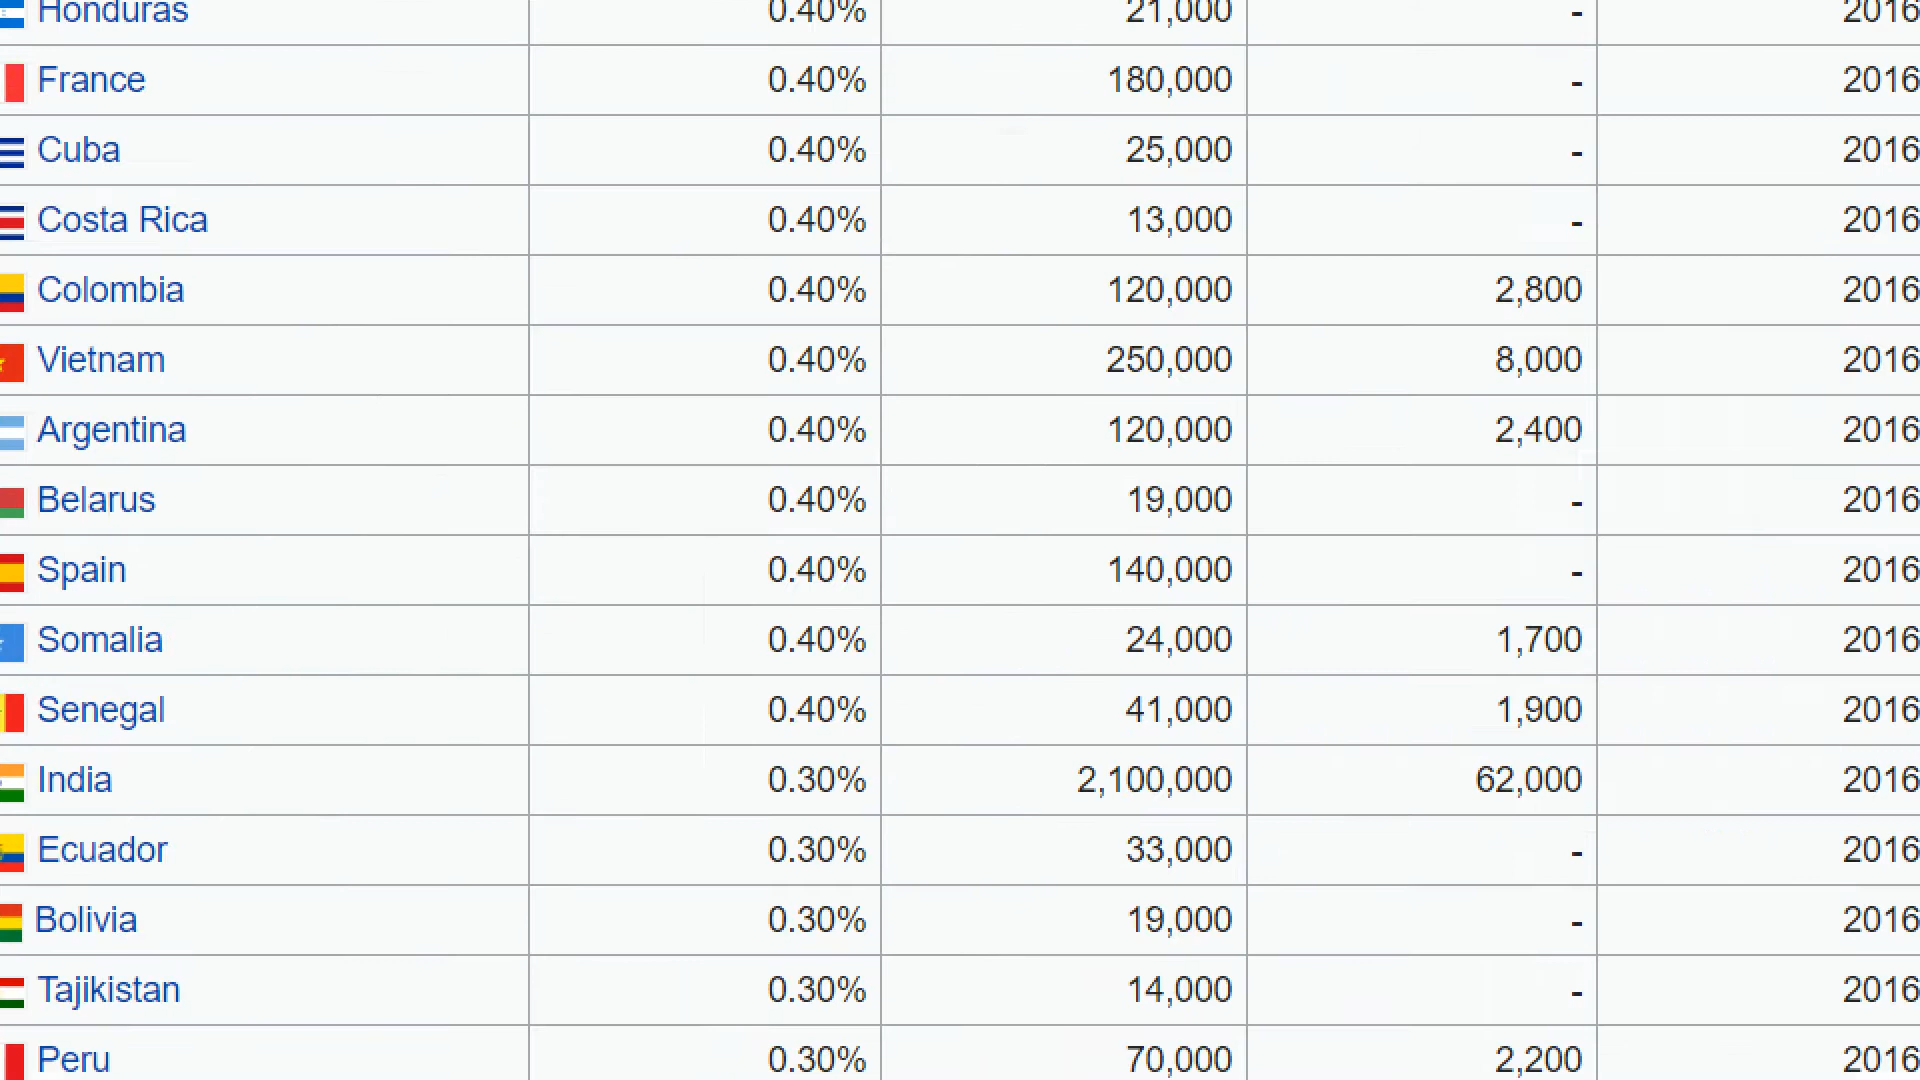 Honduras 0.40% 21,000 - 2016
France 0.40% 180,000 - 2016
Cuba 0.40% 25,000 - 2016
Costa Rica 0.40% 13,000 - 2016
Colombia 0.40% 120,000 2,800 2016
Vietnam 0.40% 250,000 8,000 2016
Argentina 0.40% 120,000 2,400 2016
Belarus 0.40% 19,000 - 2016
Spain 0.40% 140,000 - 2016
Somalia 0.40% 24,000 1,700 2016
Senegal 0.40% 41,000 1,900 2016
India 0.30% 2,100,000 62,000 2016
Ecuador 0.30% 33,000 - 2016
Bolivia 0.30% 19,000 - 2016
Tajikistan 0.30% 14,000 - 2016
Peru 0.30% 70,000 2,200 2016